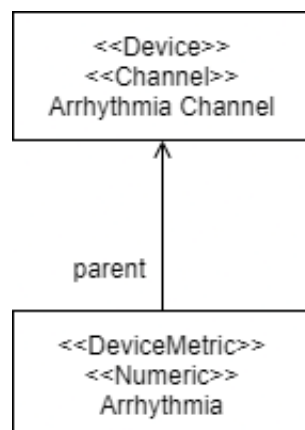 <<Device>>
<<Channel>>
Arrhythmia Channel
parent
<<DeviceMetric>>
<<Numeric>>
Arrhythmia